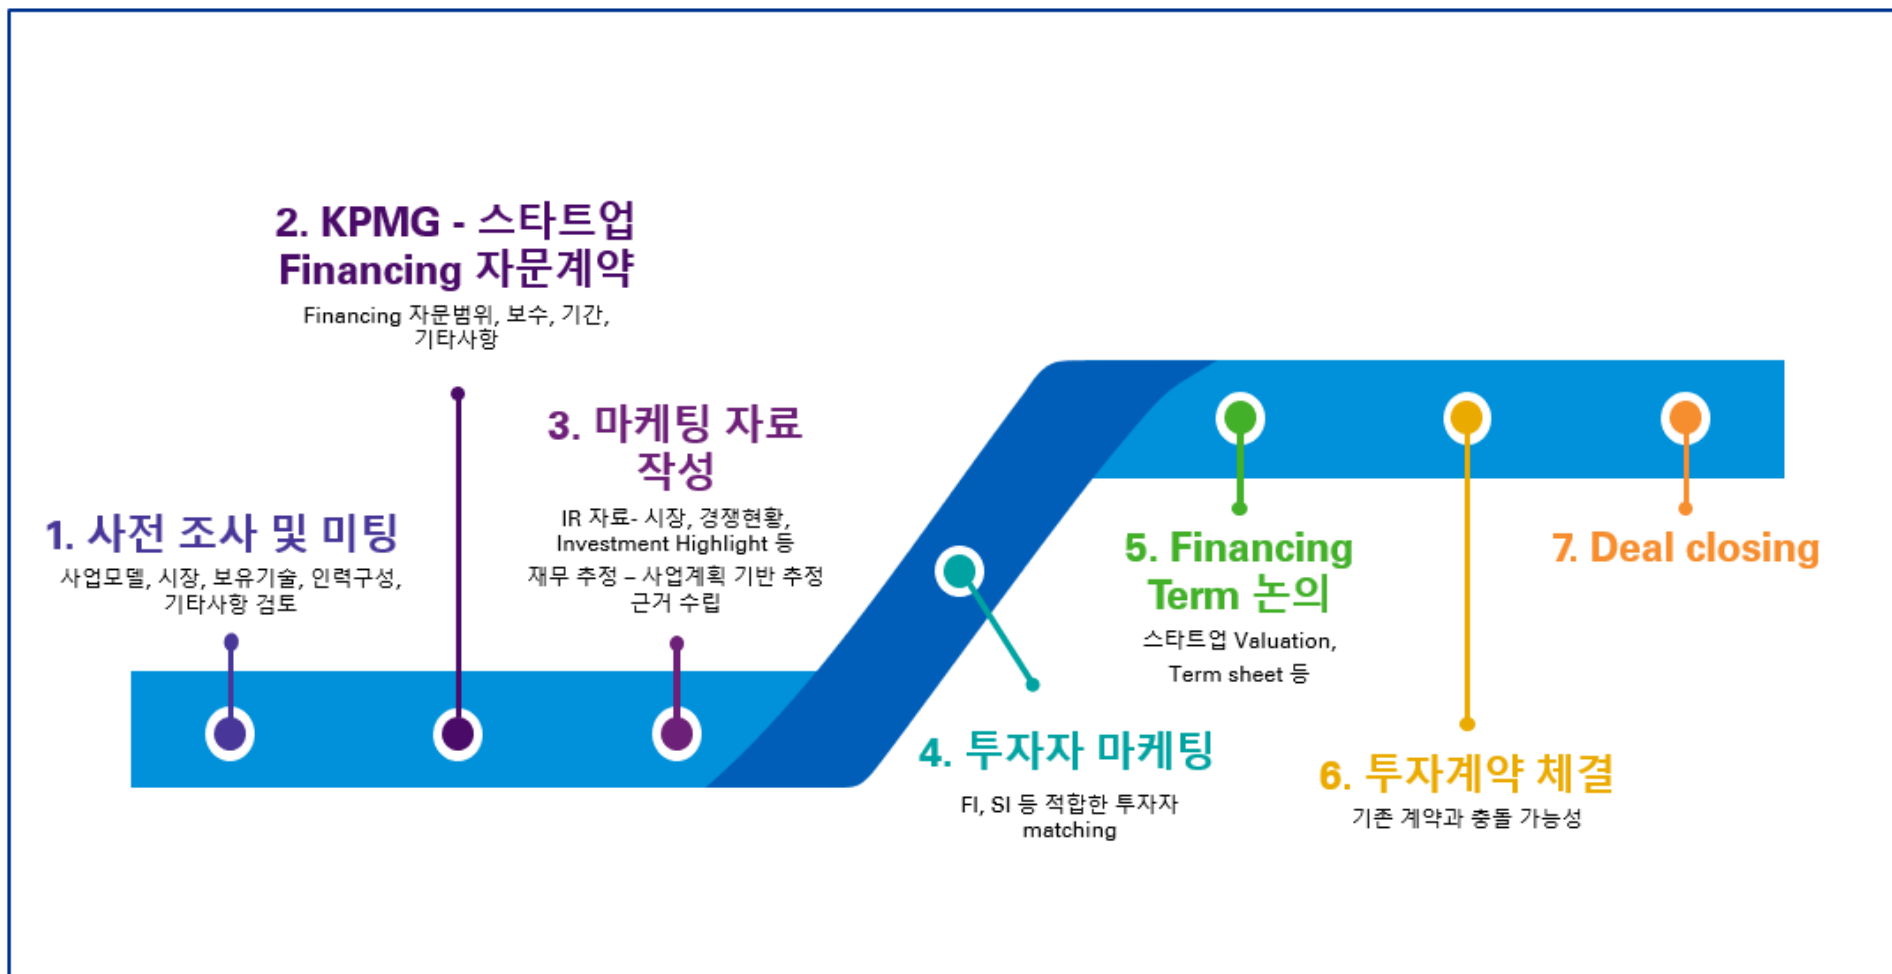 2. KPMG - 스타트업
Financing 자문계약
Financing 자문범위, 보수, 기간,
기타사항
3. 마케팅 자료
작성
IR 자료- 시장, 경쟁현황,
Investment Highlight 등
재무 추정 – 사업계획 기반 추정
근거 수립
1. 사전 조사 및 미팅
사업모델, 시장, 보유기술, 인력구성,
기타사항 검토
4. 투자자 마케팅
FI, SI 등 적합한 투자자
matching
5. Financing
Term 논의
스타트업 Valuation,
Term sheet 등
6. 투자계약 체결
기존 계약과 충돌 가능성
7. Deal closing